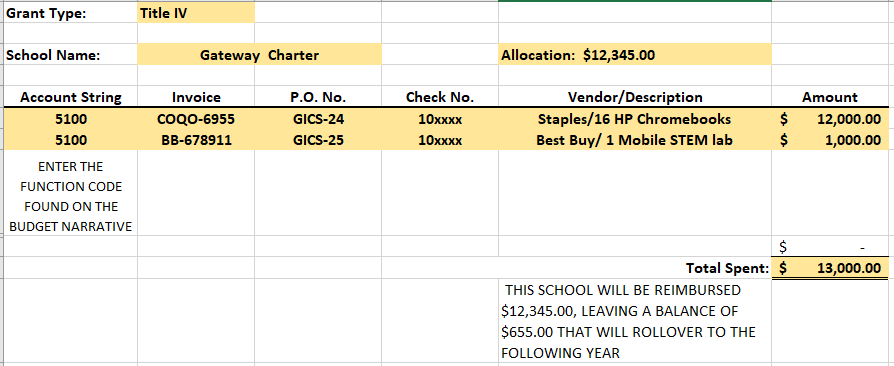 Grant Type: Title IV
School Name: Gateway Charter Allocation: $12,345.00
Account String Invoice P.O. No. Check No. Vendor/Description Amount
5100 COQO-6955 GICS-24 10xxxx Staples/16 HP Chromebooks $ 12,000.00
5100 BB-678911 GICS-25 10xxxx Best Buy/ 1 Mobile STEM lab $ 1,000.00
ENTER THE
FUNCTION CODE
FOUND ON THE
BUDGET NARRATIVE
$ -
Total Spent: $ 13,000.00
THIS SCHOOL WILL BE REIMBURSED
$12,345.00, LEAVING A BALANCE OF
$655.00 THAT WILL ROLLOVER TO THE
FOLLOWING YEAR